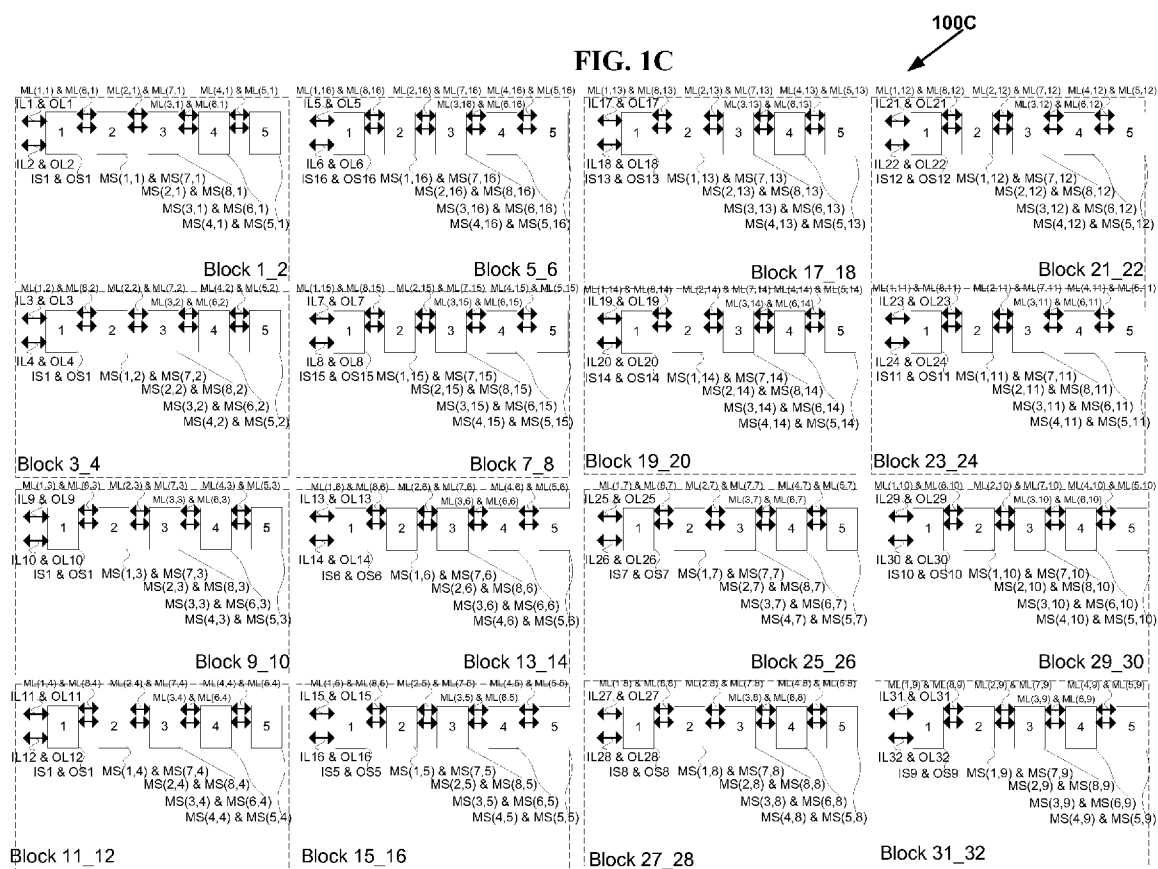 100C
FIG. 1C
ML(1,1) & ML(8,1) ML(2,1) & ML(7,1) ML(4,1) & ML(5,1)
IL1 & OL1 ML(3,1) & ML(6,1)
1 2 3 4 5
IL2 & OL2
IS1 & OS1 MS(1,1) & MS(7,1)
MS(2,1) & MS(8,1)
MS(3,1) & MS(6,1)
MS(4,1) & MS(5,1)
Block 1_2
ML(1,16) & ML(8,16) ML(2,16) & ML(7,16) ML(4,16) & ML(5,16)
IL5 & OL5 ML(3,16) & ML(6,16)
1 2 3 4 5
IL6 & OL6
IS16 & OS16 MS(1,16) & MS(7,16)
MS(2,16) & MS(8,16)
MS(3,16) & MS(6,16)
MS(4,16) & MS(5,16)
Block 5_6
ML(1,13) & ML(8,13) ML(2,13) & ML(7,13) ML(4,13) & ML(5,13)
IL17 & OL17 ML(3,13) & ML(6,13)
1 2 3 4 5
IL18 & OL18
IS13 & OS13 MS(1,13) & MS(7,13)
MS(2,13) & MS(8,13)
MS(3,13) & MS(6,13)
MS(4,13) & MS(5,13)
Block 17_18
ML(1,12) & ML(8,12) ML(2,12) & ML(7,12) ML(4,12) & ML(5,12)
IL21 & OL21 ML(3,12) & ML(6,12)
1 2 3 4 5
IL22 & OL22
IS12 & OS12 MS(1,12) & MS(7,12)
MS(2,12) & MS(8,12)
MS(3,12) & MS(6,12)
MS(4,12) & MS(5,12)
Block 21_22
ML(1,2) & ML(8,2) ML(2,2) & ML(7,2) ML(4,2) & ML(5,2)
IL3 & OL3 ML(3,2) & ML(6,2)
1 2 3 4 5
IL4 & OL4
IS1 & OS1 MS(1,2) & MS(7,2)
MS(2,2) & MS(8,2)
MS(3,2) & MS(6,2)
MS(4,2) & MS(5,2)
Block 3_4
ML(1,15) & ML(8,15) ML(2,15) & ML(7,15) ML(4,15) & ML(5,15)
IL7 & OL7 ML(3,15) & ML(6,15)
1 2 3 4 5
IL8 & OL8
IS15 & OS15 MS(1,15) & MS(7,15)
MS(2,15) & MS(8,15)
MS(3,15) & MS(6,15)
MS(4,15) & MS(5,15)
Block 7_8
ML(1,14) & ML(8,14) ML(2,14) & ML(7,14) ML(4,14) & ML(5,14)
IL19 & OL19 ML(3,14) & ML(6,14)
1 2 3 4 5
IL20 & OL20
IS14 & OS14 MS(1,14) & MS(7,14)
MS(2,14) & MS(8,14)
MS(3,14) & MS(6,14)
MS(4,14) & MS(5,14)
Block 19_20
ML(1,11) & ML(8,11) ML(2,11) & ML(7,11) ML(4,11) & ML(5,11)
IL23 & OL23 ML(3,11) & ML(6,11)
1 2 3 4 5
IL24 & OL24
IS11 & OS11 MS(1,11) & MS(7,11)
MS(2,11) & MS(8,11)
MS(3,11) & MS(6,11)
MS(4,11) & MS(5,11)
Block 23_24
ML(1,3) & ML(8,3) ML(2,3) & ML(7,3) ML(4,3) & ML(5,3)
IL9 & OL9 ML(3,3) & ML(6,3)
1 2 3 4 5
IL10 & OL10
IS1 & OS1 MS(1,3) & MS(7,3)
MS(2,3) & MS(8,3)
MS(3,3) & MS(6,3)
MS(4,3) & MS(5,3)
Block 9_10
ML(1,6) & ML(8,6) ML(2,6) & ML(7,6) ML(4,6) & ML(5,6)
IL13 & OL13 ML(3,6) & ML(6,6)
1 2 3 4 5
IL14 & OL14
IS6 & OS6 MS(1,6) & MS(7,6)
MS(2,6) & MS(8,6)
MS(3,6) & MS(6,6)
MS(4,6) & MS(5,6)
Block 13_14
ML(1,7) & ML(8,7) ML(2,7) & ML(7,7) ML(4,7) & ML(5,7)
IL25 & OL25 ML(3,7) & ML(6,7)
1 2 3 4 5
IL26 & OL26
IS7 & OS7 MS(1,7) & MS(7,7)
MS(2,7) & MS(8,7)
MS(3,7) & MS(6,7)
MS(4,7) & MS(5,7)
Block 25_26
ML(1,10) & ML(8,10) ML(2,10) & ML(7,10) ML(4,10) & ML(5,10)
IL29 & OL29 ML(3,10) & ML(6,10)
1 2 3 4 5
IL30 & OL30
IS10 & OS10 MS(1,10) & MS(7,10)
MS(2,10) & MS(8,10)
MS(3,10) & MS(6,10)
MS(4,10) & MS(5,10)
Block 29_30
ML(1,4) & ML(8,4) ML(2,4) & ML(7,4) ML(4,4) & ML(5,4)
IL11 & OL11 ML(3,4) & ML(6,4)
1 2 3 4 5
IL12 & OL12
IS1 & OS1 MS(1,4) & MS(7,4)
MS(2,4) & MS(8,4)
MS(3,4) & MS(6,4)
MS(4,4) & MS(5,4)
Block 11_12
IL15 & OL15 ML(3,5) & ML(6,5)
1 2 3 4 5
IL16 & OL16
IS5 & OS5 MS(1,5) & MS(7,5)
MS(2,5) & MS(8,5)
MS(3,5) & MS(6,5)
MS(4,5) & MS(5,5)
Block 15_16
ML(1,8) & ML(8,8) ML(2,8) & ML(7,8) ML(4,8) & ML(5,8)
IL27 & OL27 ML(3,8) & ML(6,8)
1 2 3 4 5
IL28 & OL28
IS8 & OS8 MS(1,8) & MS(7,8)
MS(2,8) & MS(8,8)
MS(3,8) & MS(6,8)
MS(4,8) & MS(5,8)
Block 27_28
ML(1,9) & ML(8,9) ML(2,9) & ML(7,9) ML(4,9) & ML(5,9)
IL31 & OL31 ML(3,9) & ML(6,9)
1 2 3 4 5
IL32 & OL32
IS9 & OS9 MS(1,9) & MS(7,9)
MS(2,9) & MS(8,9)
MS(3,9) & MS(6,9)
MS(4,9) & MS(5,9)
Block 31_32